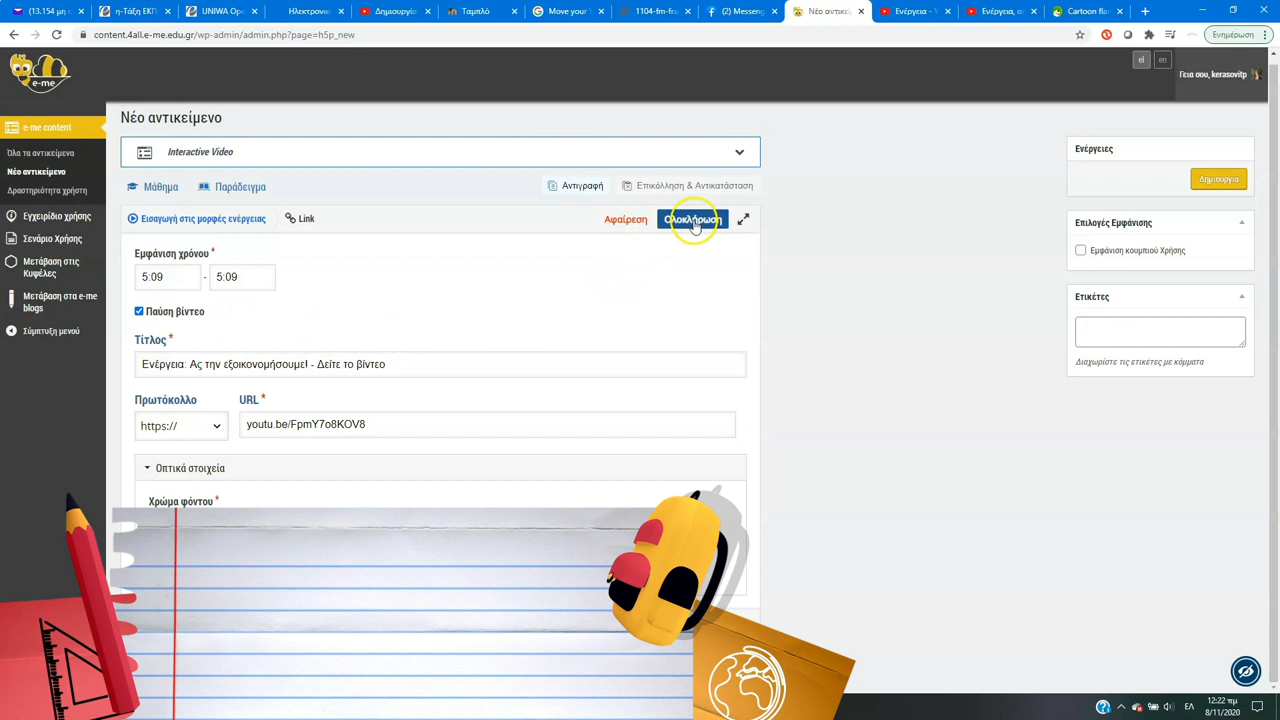 (2) (13.154 μη
η-Τάξη ΕΚΠ
UNIWA Ope
Ηλεκτρονικ
Δημιουργία
Ταμπλό
Move your
1104-fm-fra
(2) Facebook
Νέο αντικεί
Ενέργεια - Y
Ενέργεια, ο
Cartoon fla
content.4all.e-me.edu.gr/wp-admin/admin.php?page=h5p_new
Ενημέρωση
e-me
el
en
Γεια σου, kerasovitp
e-me content
Όλα τα αντικείμενα
Νέο αντικείμενο
Δραστηριότητα χρήστη
Εγχειρίδιο χρήσης
Σενάριο Χρήσης
Μετάβαση στις
Κυψέλες
Μετάβαση στα e-me
blogs
Σύμπτυξη μενού
Νέο αντικείμενο
Interactive Video
Μάθημα
Παράδειγμα
Αντιγραφή
Επικόλληση & Αντικατάσταση
Εισαγωγή στις μορφές ενέργειας
Link
Αφαίρεση
Ολοκλήρωση
Εμφάνιση χρόνου *
5:09 - 5:09
Παύση βίντεο
Τίτλος *
Ενέργεια: Ας την εξοικονομήσουμε! - Δείτε το βίντεο
Πρωτόκολλο
URL *
https://
youtu.be/FpmY7o8KOV8
Οπτικά στοιχεία
Χρώμα φόντου *
Ενέργειες
Δημιουργία
Επιλογές Εμφάνισης
Εμφάνιση κουμπιού Χρήσης
Ετικέτες
Διαχωρίστε τις ετικέτες με κόμματα
ΕΛ
12:22 πμ
8/11/2020